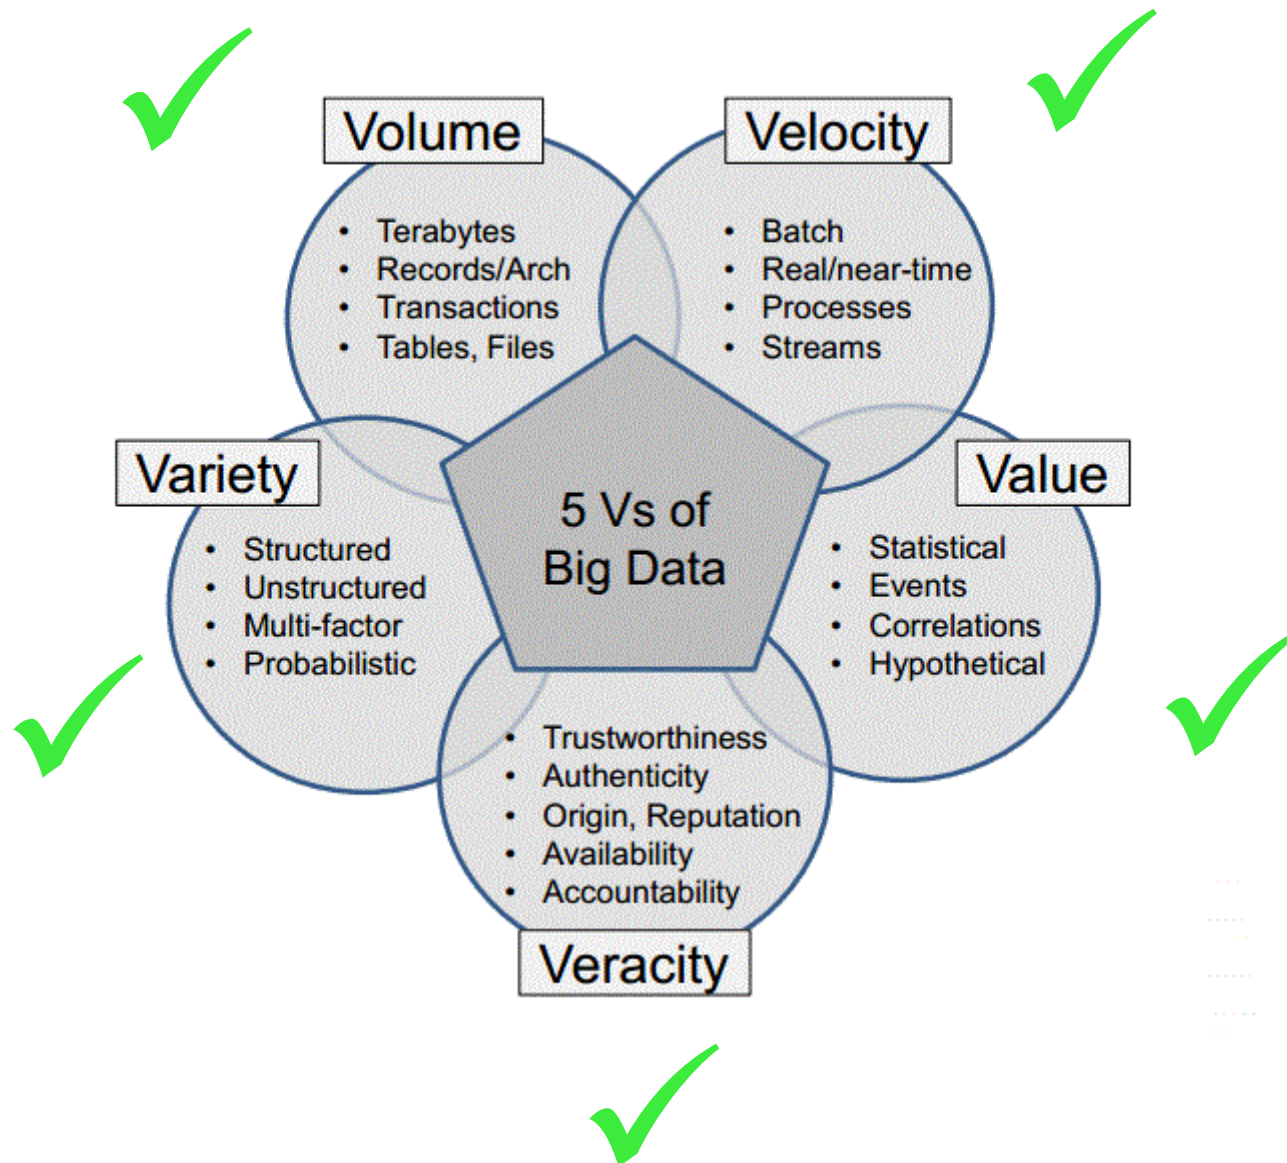 Volume
• Terabytes
• Records/Arch
• Transactions
• Tables, Files
Velocity
• Batch
• Real/near-time
• Processes
• Streams
Variety
• Structured
• Unstructured
• Multi-factor
• Probabilistic
5 Vs of
Big Data
Value
• Statistical
• Events
• Correlations
• Hypothetical
• Trustworthiness
• Authenticity
• Origin, Reputation
• Availability
• Accountability
Veracity